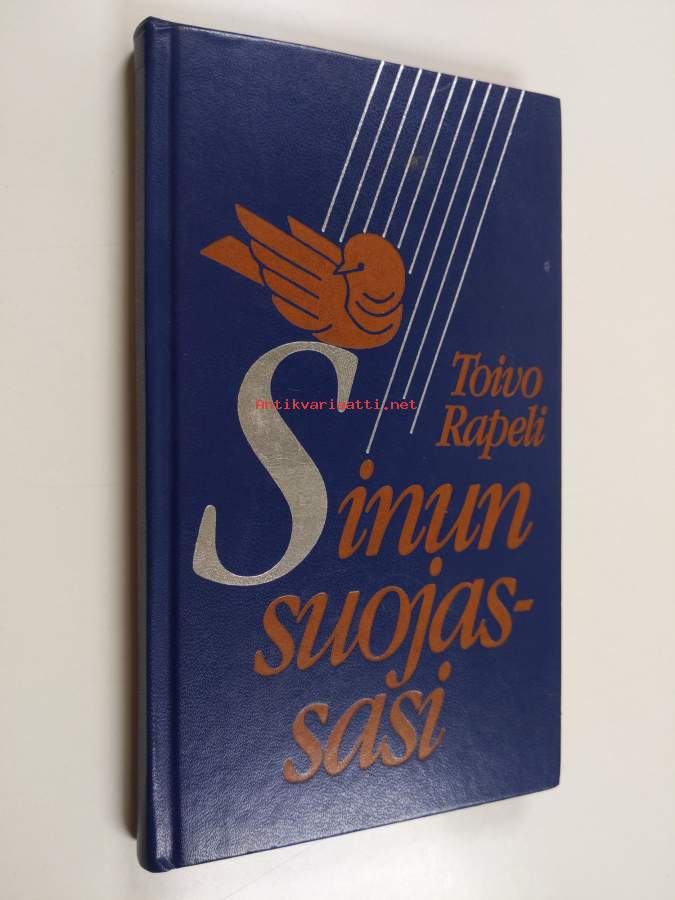 Antikvariaatti.net
Toivo
Rapeli
Sinun
suojas-
sasi